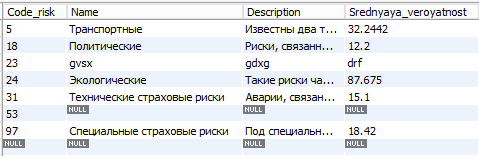 Code_risk Name Description Srednyaya_veroyatnost
5 Транспортные Известны два т... 32.2442
18 Политические Риски, связанн... 12.2
23 gvsx gdxg drf
24 Экологические Такие риски ча... 87.675
31 Технические страховые риски Аварии, связан... 15.1
53 NULL NULL NULL
97 Специальные страховые риски Под специальн... 18.42
NULL NULL NULL NULL